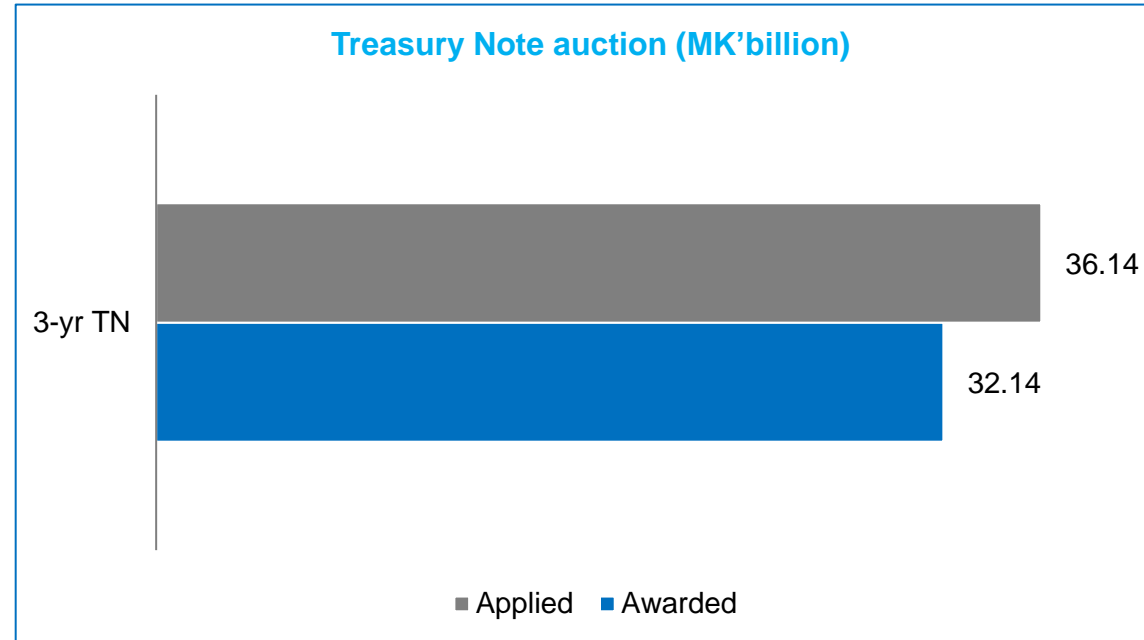 Treasury Note auction (MK’billion)
36.14
3-yr TN
32.14
Applied Awarded